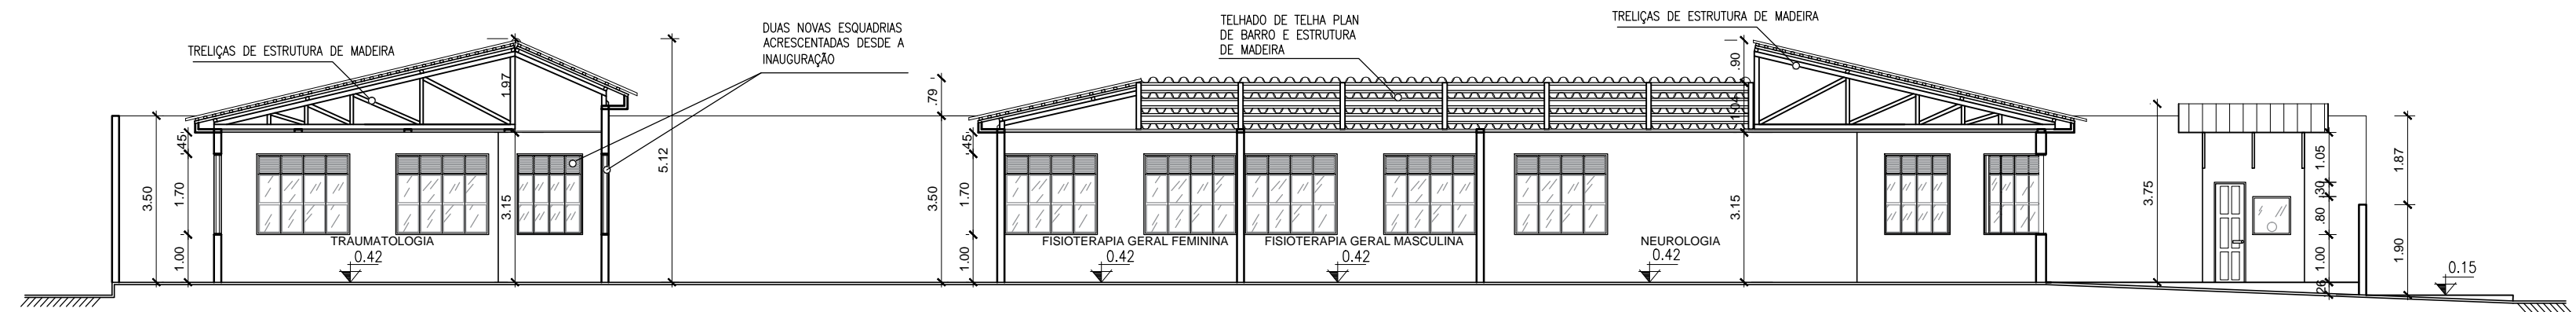 TRELIÇAS DE ESTRUTURA DE MADEIRA
DUAS NOVAS ESQUADRIAS
ACRESCENTADAS DESDE A
INAUGURAÇÃO
TELHADO DE TELHA PLAN
DE BARRO E ESTRUTURA
DE MADEIRA
TRELIÇAS DE ESTRUTURA DE MADEIRA
3.50
.45
1.70
1.00
1.97
3.15
5.12
TRAUMATOLOGIA
0.42
.79
3.50
.45
1.70
1.00
FISIOTERAPIA GERAL FEMININA
0.42
FISIOTERAPIA GERAL MASCULINA
0.42
NEUROLOGIA
0.42
.90
1.04
3.15
3.75
1.05
.30
.80
1.00
.26
1.87
1.90
0.15